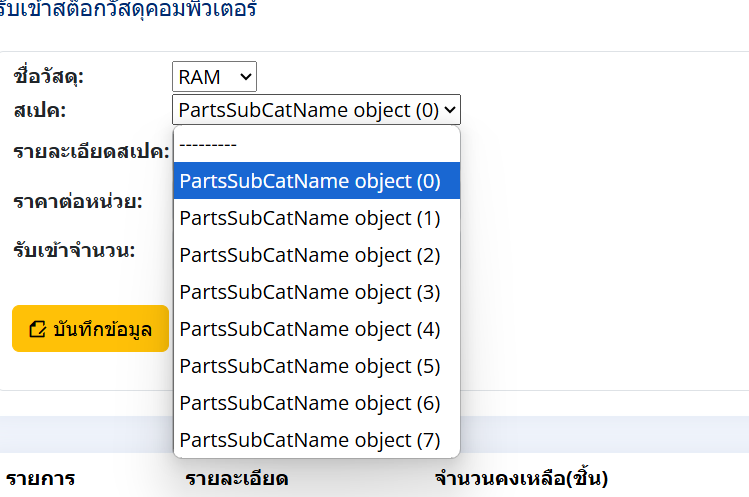 รับเข้าสต๊อกวัสดุคอมพิวเตอร์
ชื่อวัสดุ: RAM
สเปค: PartsSubCatName object (0)
---------
รายละเอียดสเปค:
PartsSubCatName object (0)
ราคาต่อหน่วย:
PartsSubCatName object (1)
รับเข้าจำนวน:
PartsSubCatName object (2)
PartsSubCatName object (3)
บันทึกข้อมูล
PartsSubCatName object (4)
PartsSubCatName object (5)
PartsSubCatName object (6)
PartsSubCatName object (7)
รายการ รายละเอียด จำนวนคงเหลือ(ชิ้น)